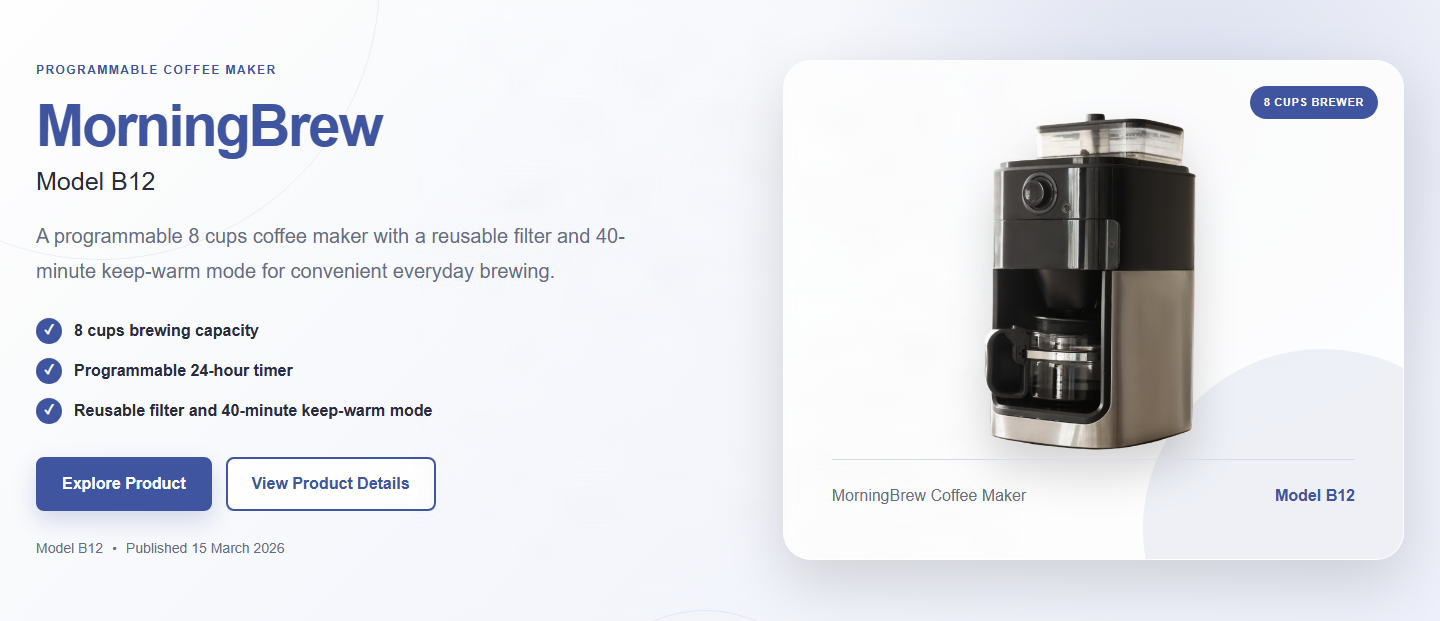 PROGRAMMABLE COFFEE MAKER
MorningBrew
Model B12
A programmable 8 cups coffee maker with a reusable filter and 40-
minute keep-warm mode for convenient everyday brewing.
8 cups brewing capacity
Programmable 24-hour timer
Reusable filter and 40-minute keep-warm mode
Explore Product
View Product Details
Model B12 • Published 15 March 2026
8 CUPS BREWER
MorningBrew Coffee Maker
Model B12